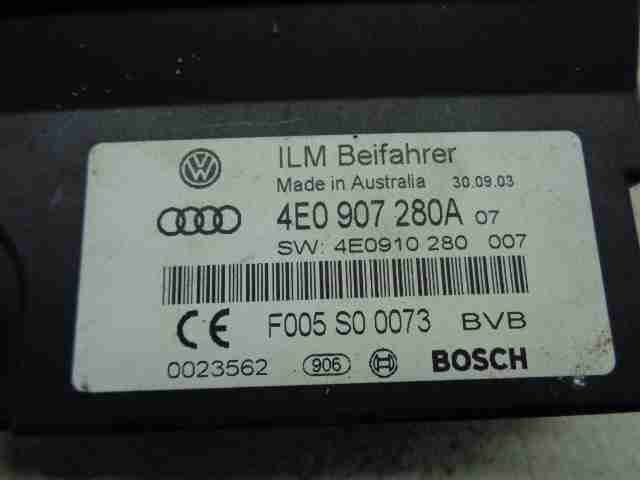 ILM Beifahrer
Made in Australia 30.09.03
4E0 907 280A 07
SW: 4E0910 280 007
CE F005 S0 0073 BVB
0023562 906 BOSCH